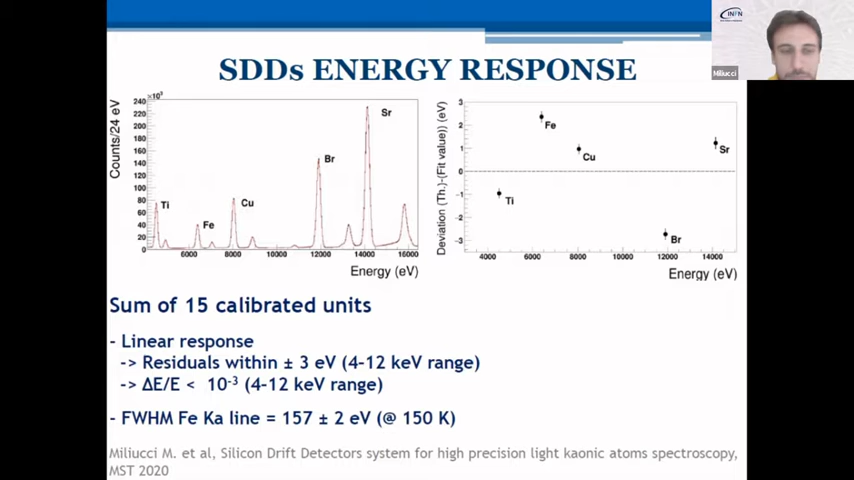 INFN
Miliucci
SDDs ENERGY RESPONSE
×10³
Counts/24 eV
240
220
200
180
160
140
120
100
80
60
40
20
0
Ti
Fe
Cu
Br
Sr
6000 8000 10000 12000 14000 16000
Energy (eV)
Deviation (Th.)-(Fit value)) (eV)
3
2
1
0
-1
-2
-3
Fe
Cu
Sr
Ti
Br
4000 6000 8000 10000 12000 14000
Energy (eV)
Sum of 15 calibrated units
- Linear response
-> Residuals within ± 3 eV (4-12 keV range)
-> ΔE/E < 10⁻³ (4-12 keV range)
- FWHM Fe Ka line = 157 ± 2 eV (@ 150 K)
Miliucci M. et al, Silicon Drift Detectors system for high precision light kaonic atoms spectroscopy,
MST 2020